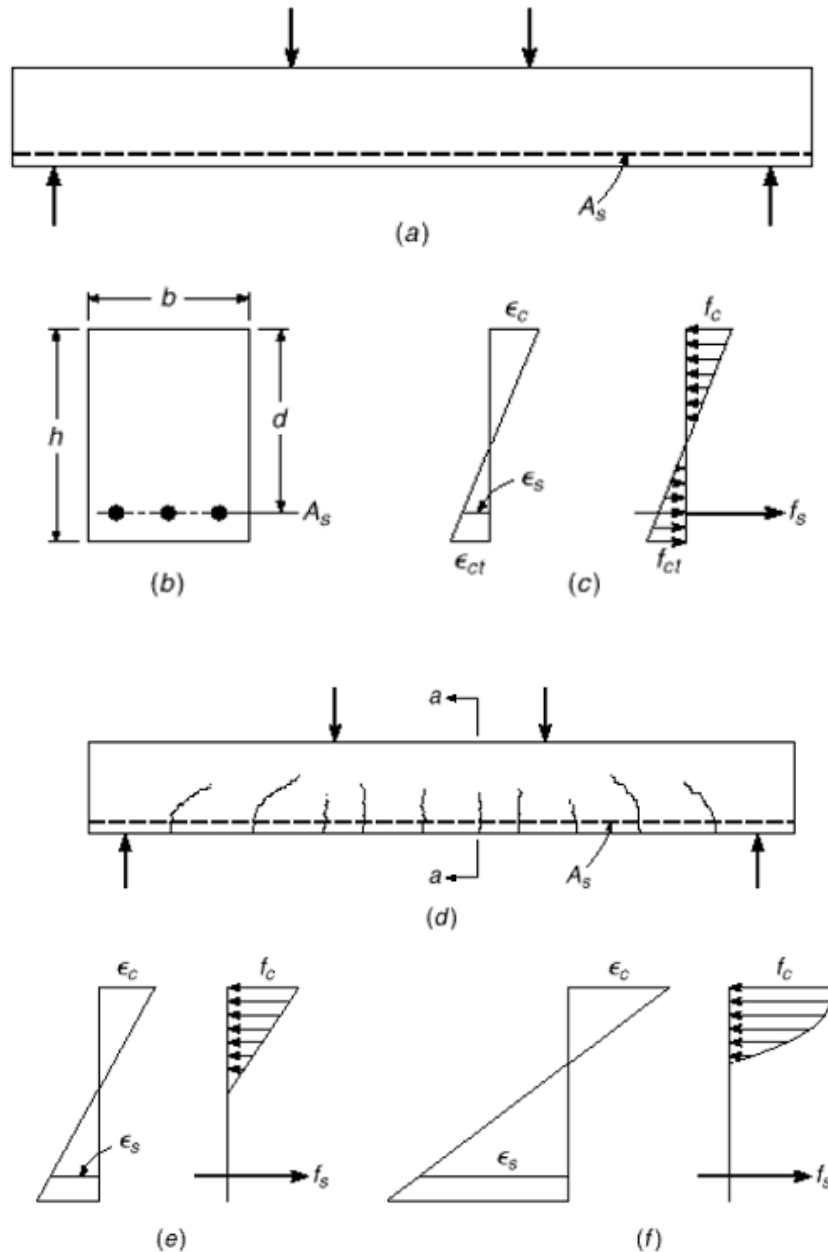 A_s
(a)
b
h
d
A_s
(b)
ϵ_c
ϵ_s
ϵ_ct
f_c
f_s
f_ct
(c)
a
a
A_s
(d)
ϵ_c
f_c
ϵ_s
f_s
(e)
ϵ_c
f_c
ϵ_s
f_s
(f)